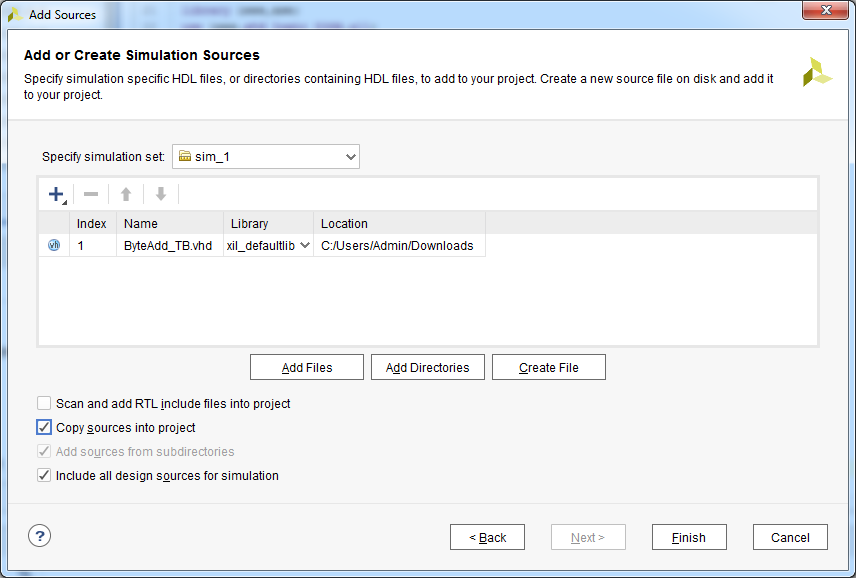 Add Sources
Add or Create Simulation Sources
Specify simulation specific HDL files, or directories containing HDL files, to add to your project. Create a new source file on disk and add it
to your project.
Specify simulation set: sim_1
Index Name Library Location
vh 1 ByteAdd_TB.vhd xil_defaultlib C:/Users/Admin/Downloads
Add Files Add Directories Create File
Scan and add RTL include files into project
Copy sources into project
Add sources from subdirectories
Include all design sources for simulation
? < Back Next > Finish Cancel